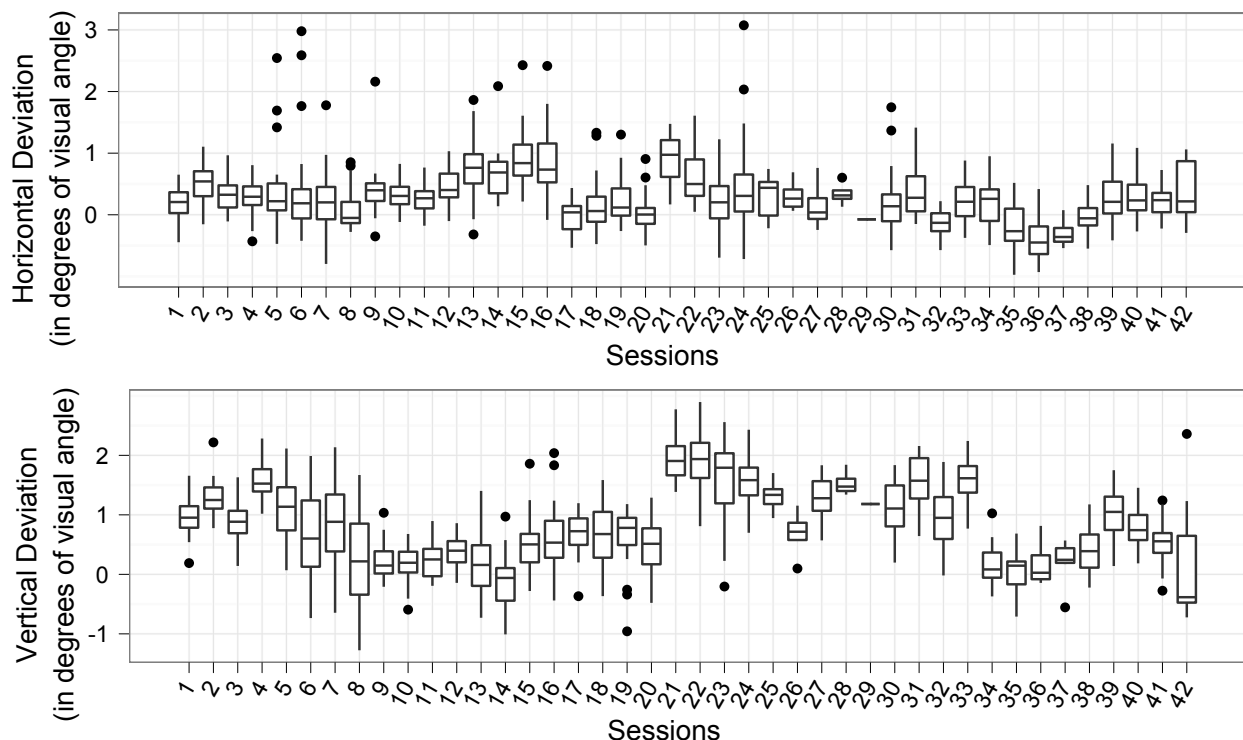 Horizontal Deviation
(in degrees of visual angle)
3
2
1
0
1 2 3 4 5 6 7 8 9 10 11 12 13 14 15 16 17 18 19 20 21 22 23 24 25 26 27 28 29 30 31 32 33 34 35 36 37 38 39 40 41 42
Sessions
Vertical Deviation
(in degrees of visual angle)
2
1
0
-1
1 2 3 4 5 6 7 8 9 10 11 12 13 14 15 16 17 18 19 20 21 22 23 24 25 26 27 28 29 30 31 32 33 34 35 36 37 38 39 40 41 42
Sessions